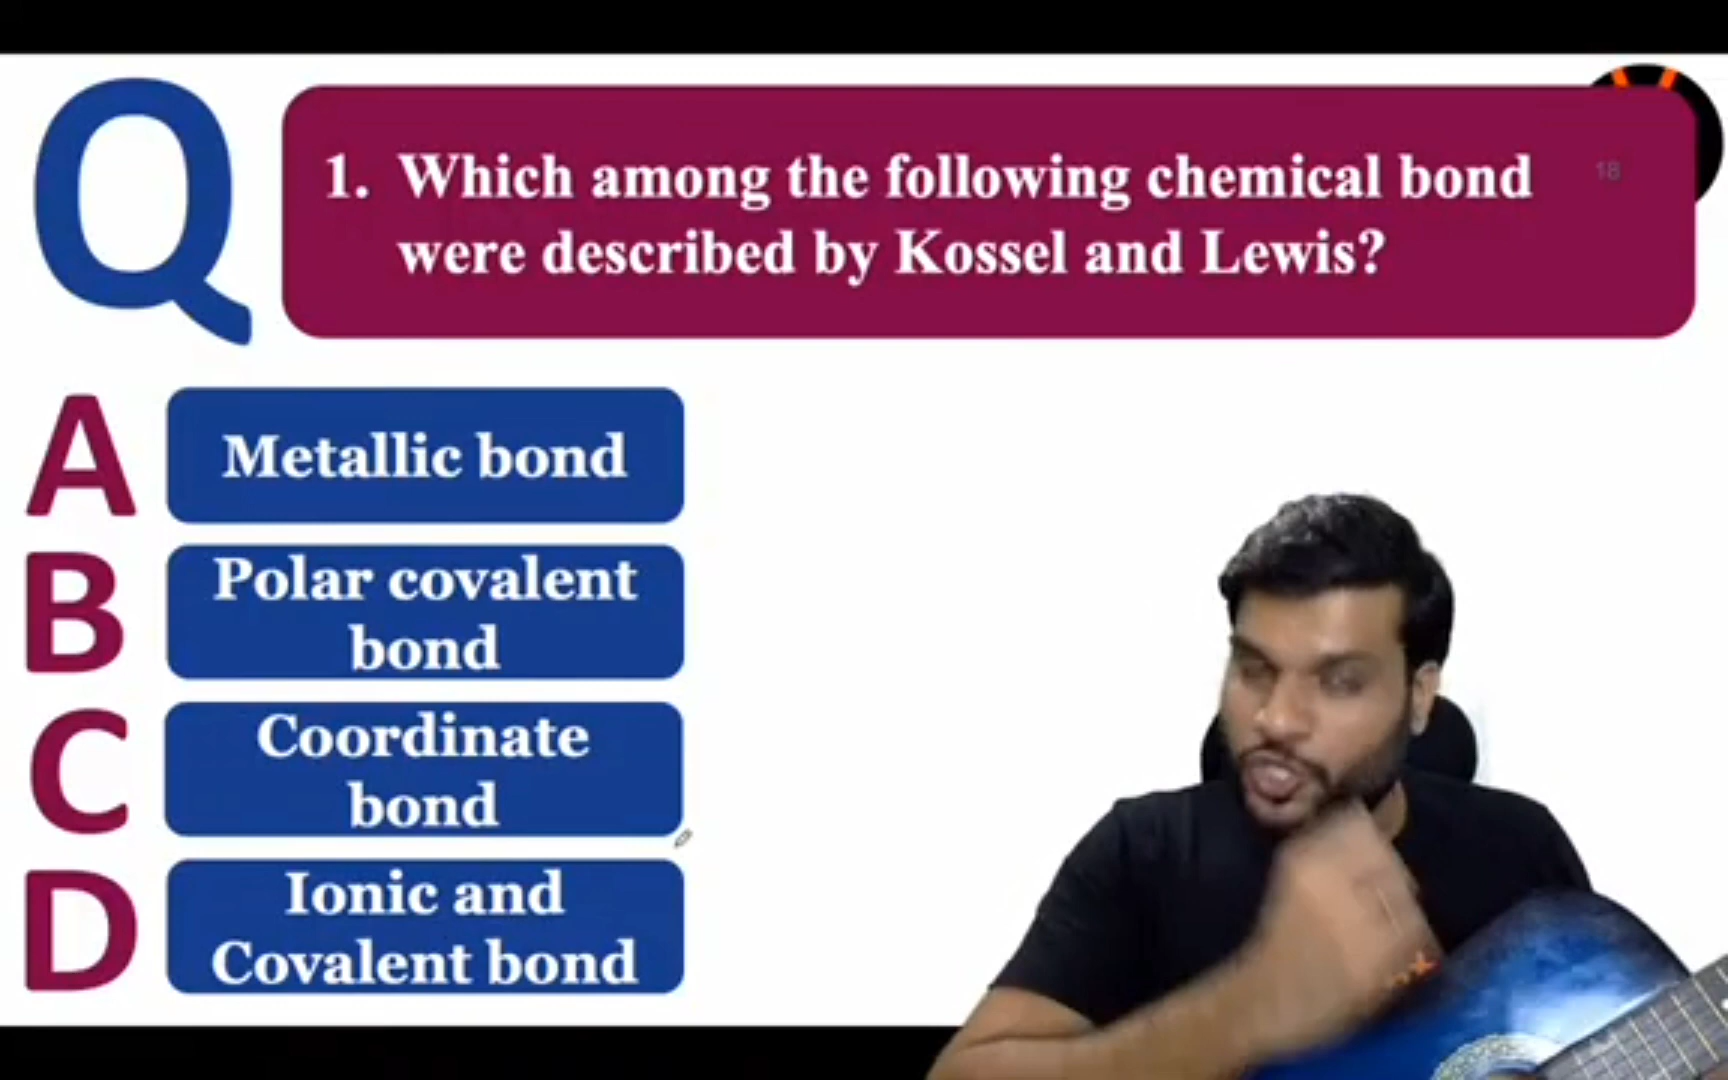 Q
1. Which among the following chemical bond
were described by Kossel and Lewis?
18
A
Metallic bond
B
Polar covalent
bond
C
Coordinate
bond
D
Ionic and
Covalent bond